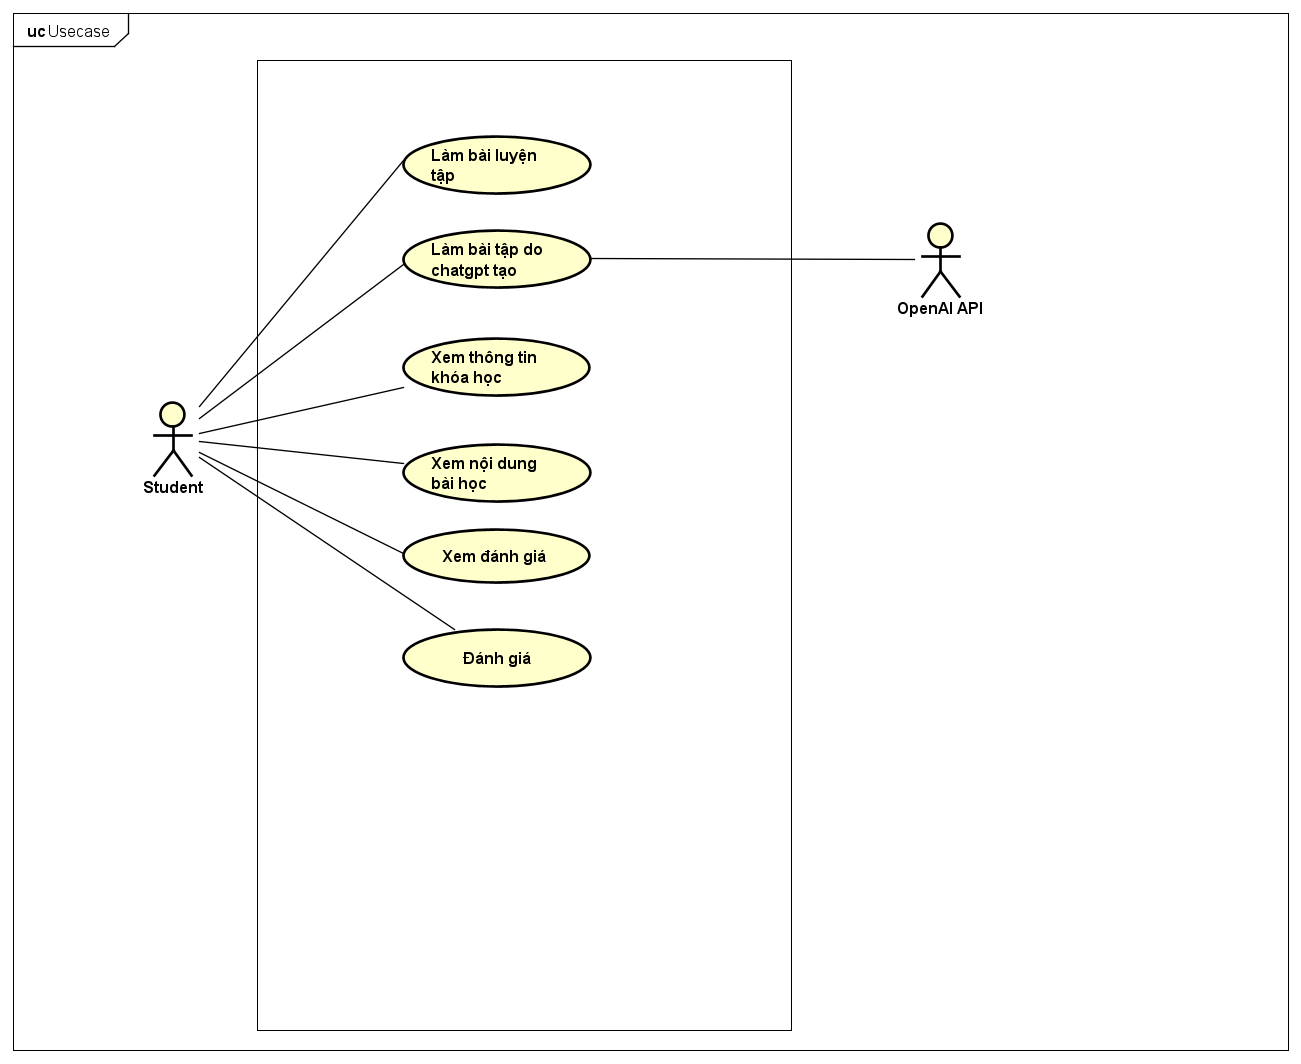 uc Usecase
Làm bài luyện
tập
Làm bài tập do
chatgpt tạo
OpenAI API
Xem thông tin
khóa học
Student
Xem nội dung
bài học
Xem đánh giá
Đánh giá